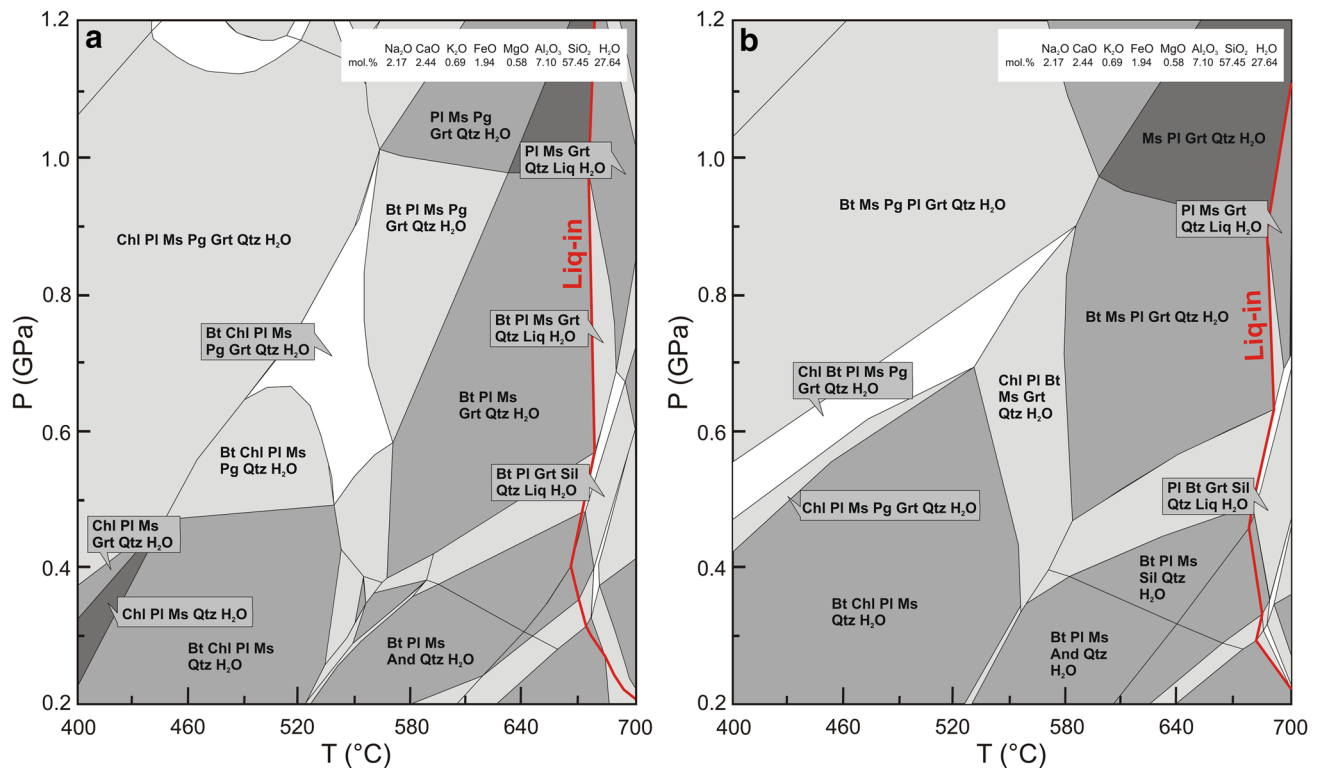 a
Na₂O CaO K₂O FeO MgO Al₂O₃ SiO₂ H₂O
mol.% 2.17 2.44 0.69 1.94 0.58 7.10 57.45 27.64
Pl Ms Pg
Grt Qtz H₂O
Pl Ms Grt
Qtz Liq H₂O
Bt Pl Ms Pg
Grt Qtz H₂O
Chl Pl Ms Pg Grt Qtz H₂O
Liq-in
Bt Chl Pl Ms
Pg Grt Qtz H₂O
Bt Pl Ms Grt
Qtz Liq H₂O
Bt Pl Ms
Grt Qtz H₂O
Bt Chl Pl Ms
Pg Qtz H₂O
Bt Pl Grt Sil
Qtz Liq H₂O
Chl Pl Ms
Grt Qtz H₂O
Chl Pl Ms Qtz H₂O
Bt Chl Pl Ms
Qtz H₂O
Bt Pl Ms
And Qtz H₂O
1.2
1.0
0.8
0.6
0.4
0.2
P (GPa)
400 460 520 580 640 700
T (°C)
b
Na₂O CaO K₂O FeO MgO Al₂O₃ SiO₂ H₂O
mol.% 2.17 2.44 0.69 1.94 0.58 7.10 57.45 27.64
Ms Pl Grt Qtz H₂O
Bt Ms Pg Pl Grt Qtz H₂O
Pl Ms Grt
Qtz Liq H₂O
Liq-in
Bt Ms Pl Grt Qtz H₂O
Chl Bt Pl Ms Pg
Grt Qtz H₂O
Chl Pl Bt
Ms Grt
Qtz H₂O
Chl Pl Ms Pg Grt Qtz H₂O
Pl Bt Grt Sil
Qtz Liq H₂O
Bt Pl Ms
Sil Qtz
H₂O
Bt Chl Pl Ms
Qtz H₂O
Bt Pl Ms
And Qtz
H₂O
1.2
1.0
0.8
0.6
0.4
0.2
P (GPa)
400 460 520 580 640 700
T (°C)